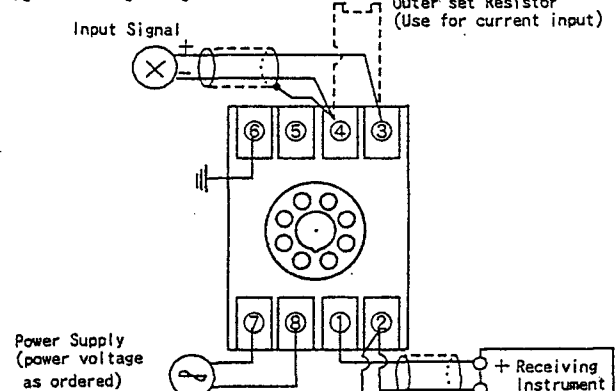 Outer set Resistor
(Use for current input)
Input Signal
+
-
⑥ ⑤ ④ ③
⑦ ⑧ ① ②
Power Supply
(power voltage
as ordered)
+ Receiving
Instrument